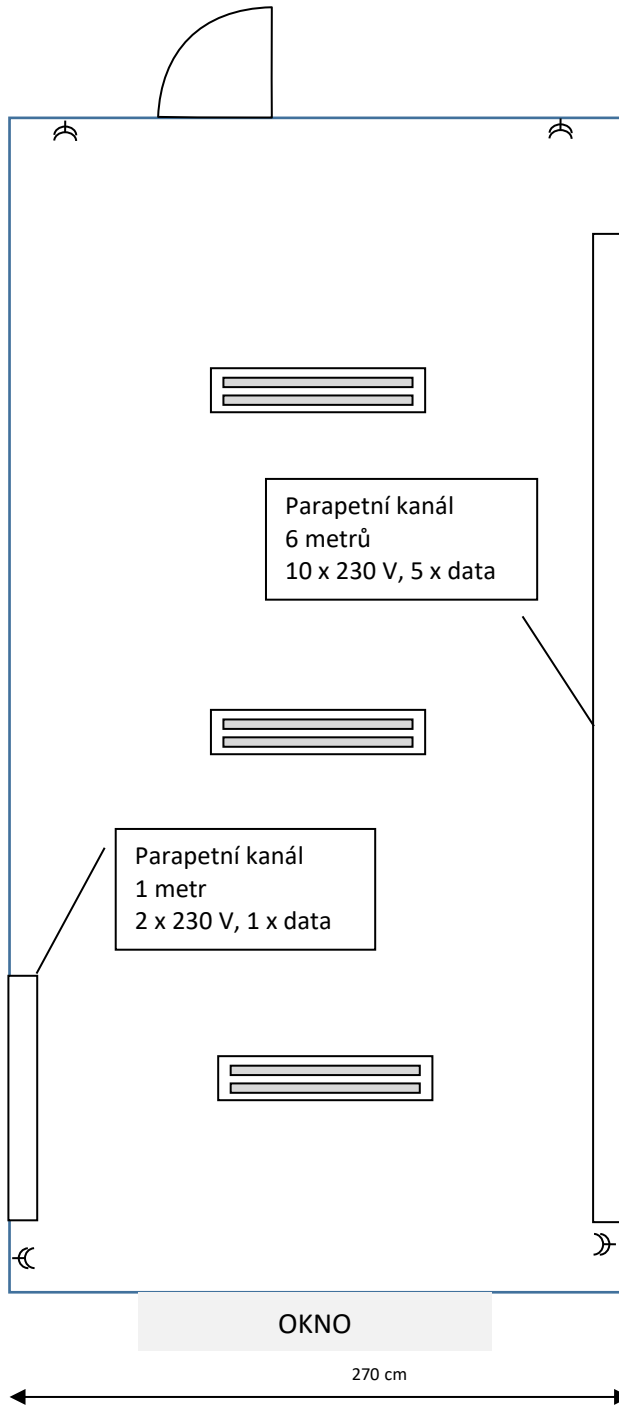 Parapetní kanál
6 metrů
10 x 230 V, 5 x data
Parapetní kanál
1 metr
2 x 230 V, 1 x data
OKNO
270 cm